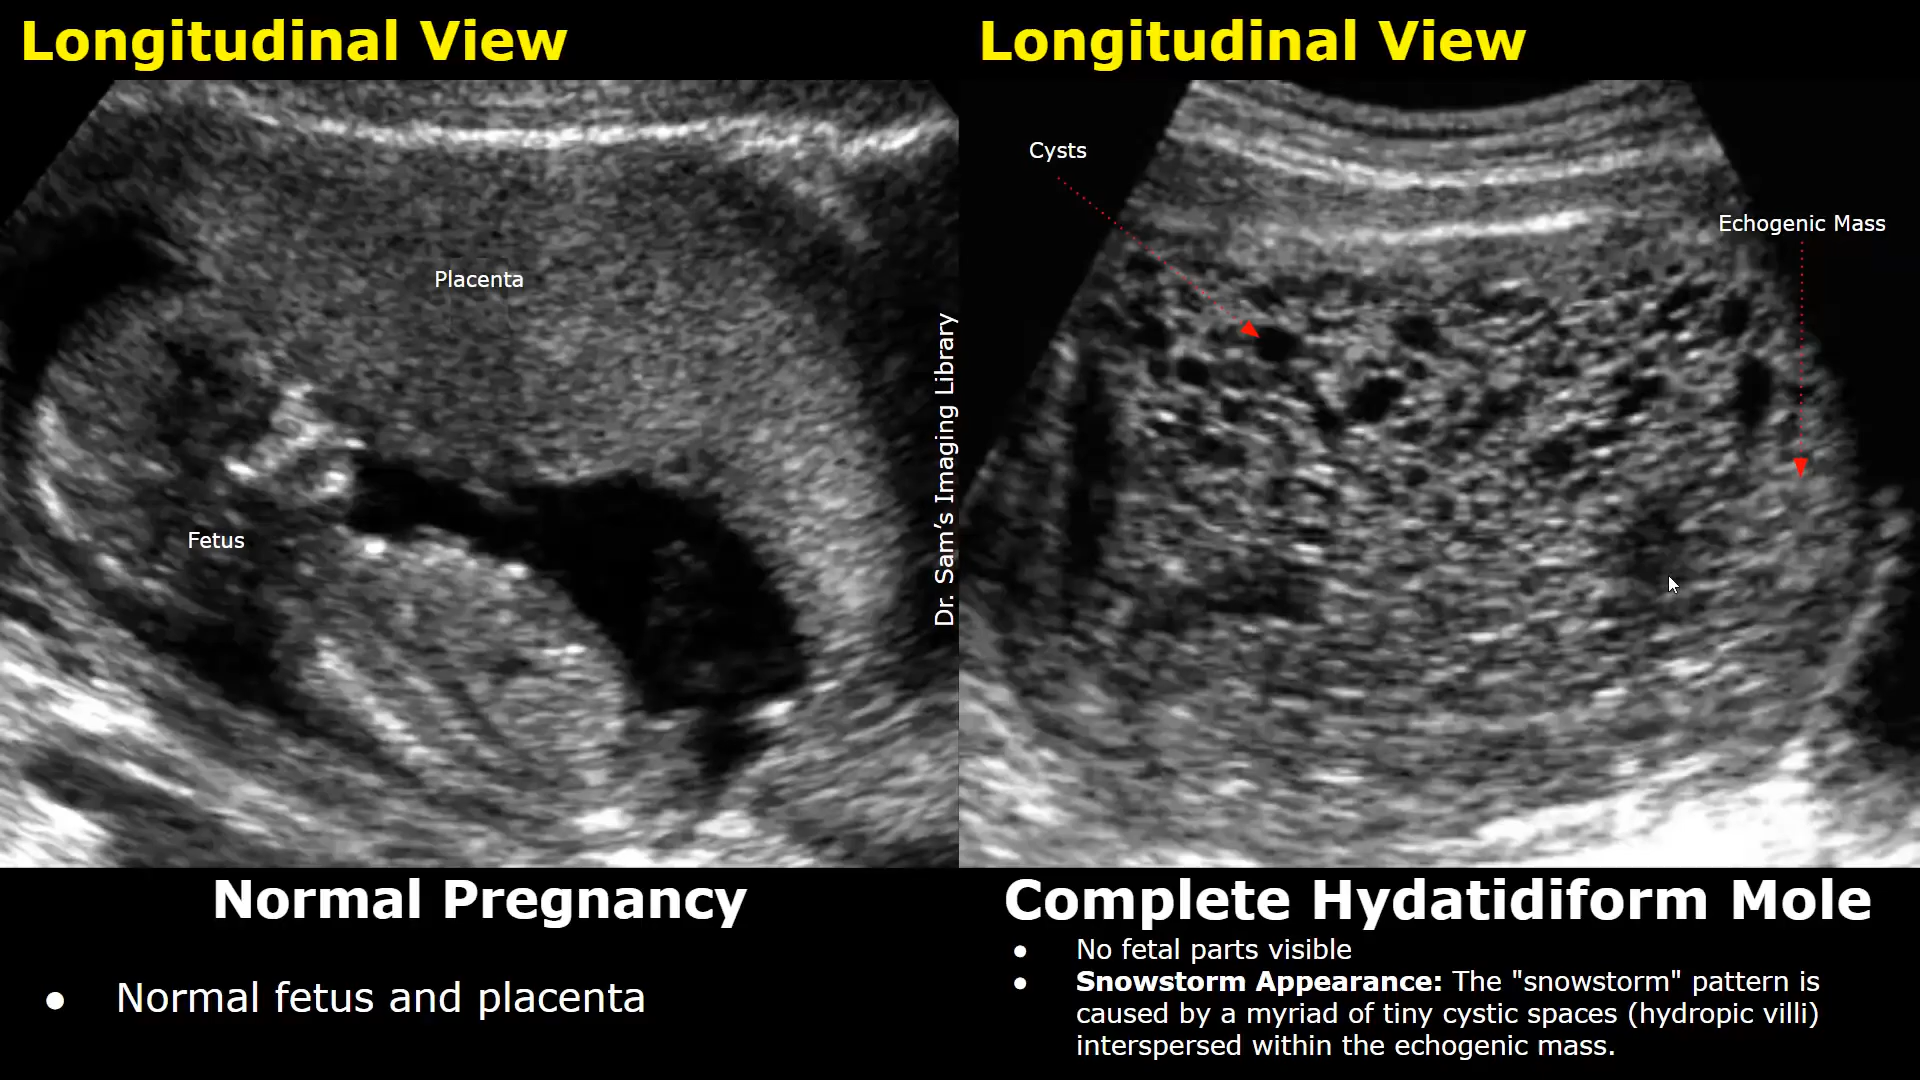 Longitudinal View
Placenta
Fetus
Normal Pregnancy
● Normal fetus and placenta
Dr. Sam’s Imaging Library
Longitudinal View
Cysts
Echogenic Mass
Complete Hydatidiform Mole
● No fetal parts visible
● Snowstorm Appearance: The "snowstorm" pattern is
caused by a myriad of tiny cystic spaces (hydropic villi)
interspersed within the echogenic mass.